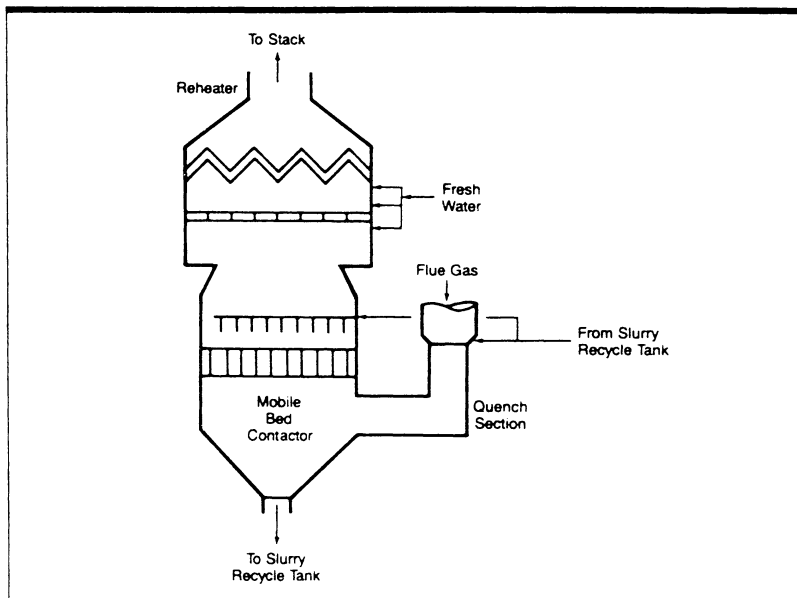 To Stack
Reheater
Fresh
Water
Flue Gas
From Slurry
Recycle Tank
Mobile
Bed
Contactor
Quench
Section
To Slurry
Recycle Tank